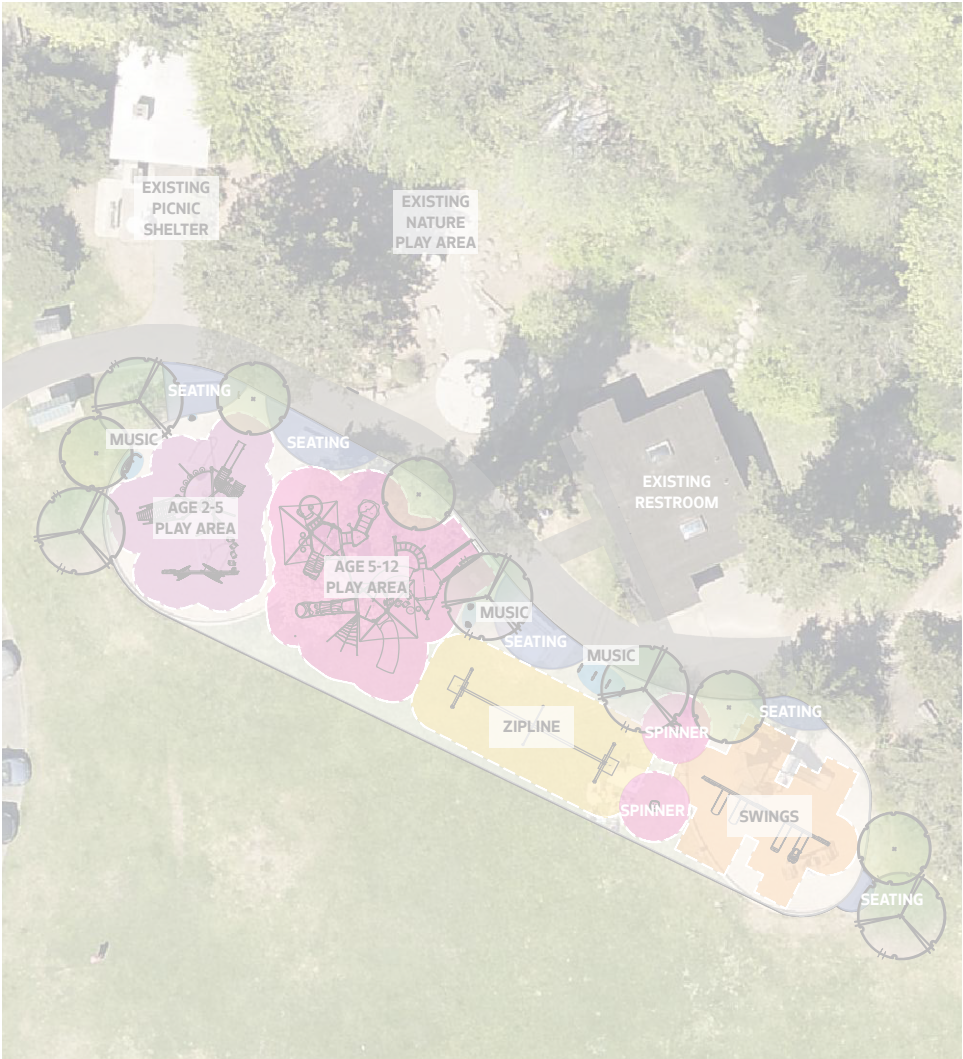 EXISTING
PICNIC
SHELTER
EXISTING
NATURE
PLAY AREA
SEATING
MUSIC
SEATING
EXISTING
RESTROOM
AGE 2-5
PLAY AREA
AGE 5-12
PLAY AREA
MUSIC
SEATING
MUSIC
ZIPLINE
SPINNER
SEATING
SPINNER
SWINGS
SEATING